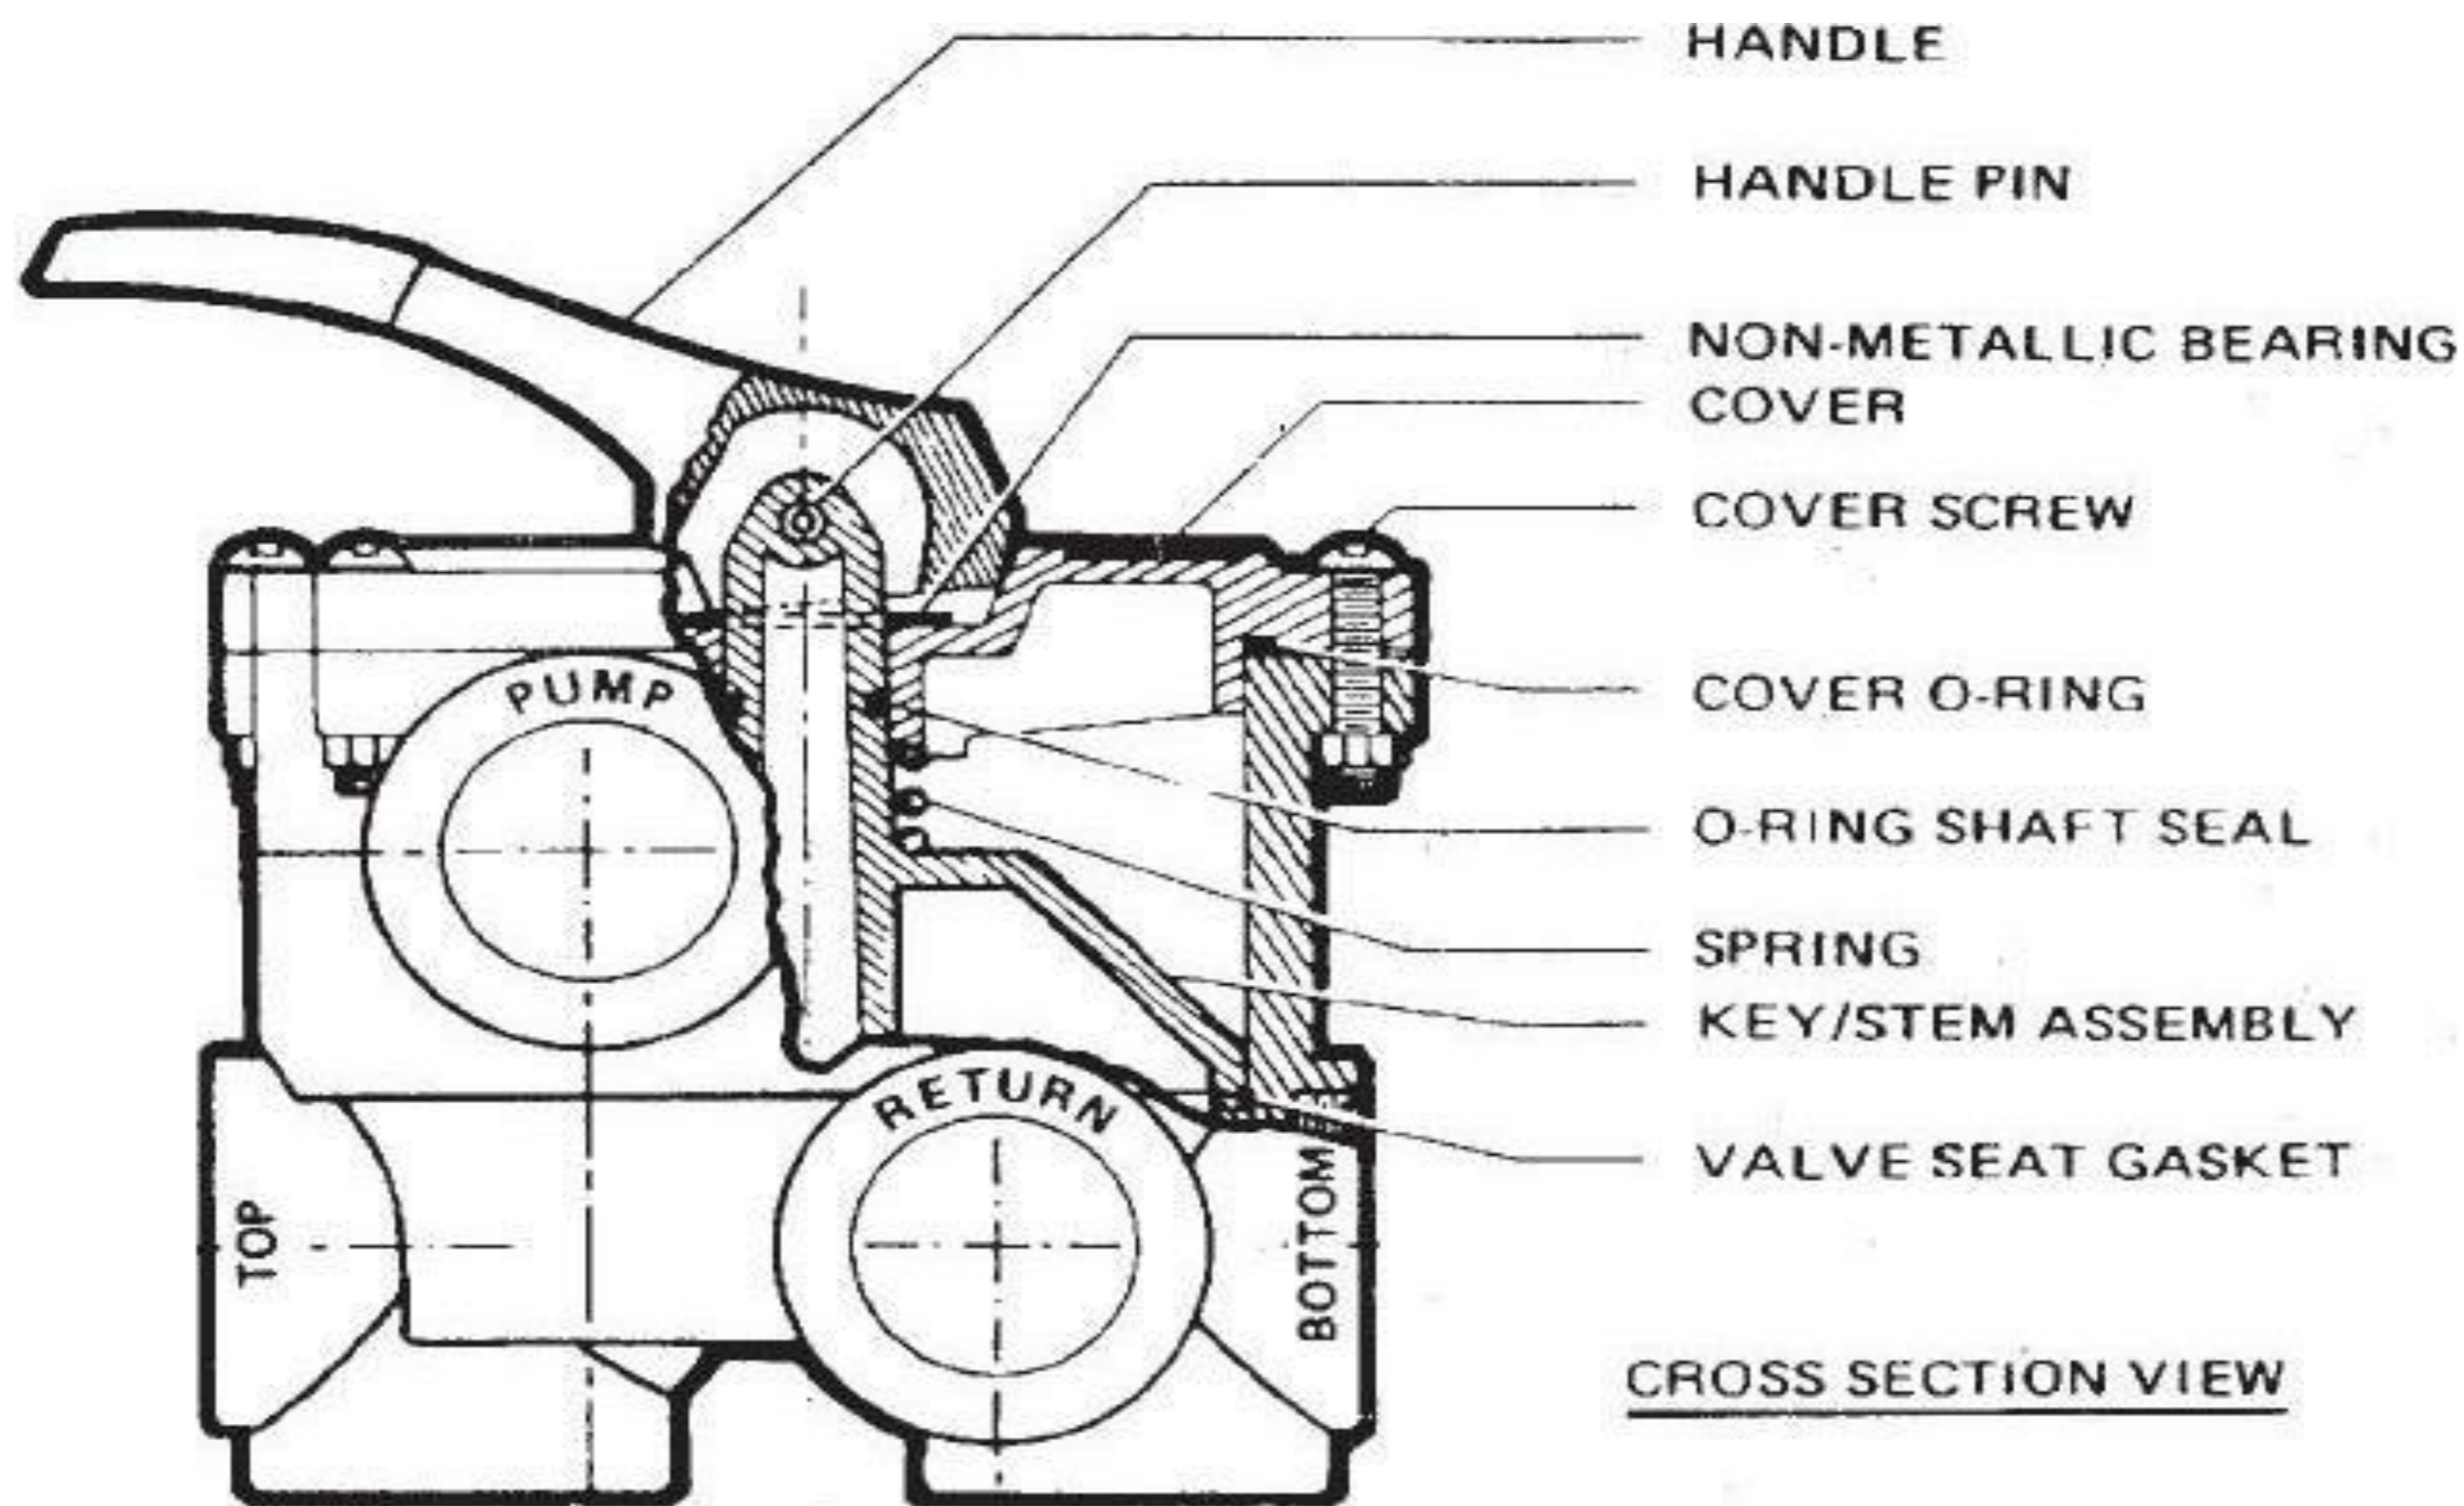 HANDLE
HANDLE PIN
NON-METALLIC BEARING
COVER
COVER SCREW
PUMP
COVER O-RING
O-RING SHAFT SEAL
SPRING
KEY/STEM ASSEMBLY
RETURN
VALVE SEAT GASKET
TOP
BOTTOM
CROSS SECTION VIEW